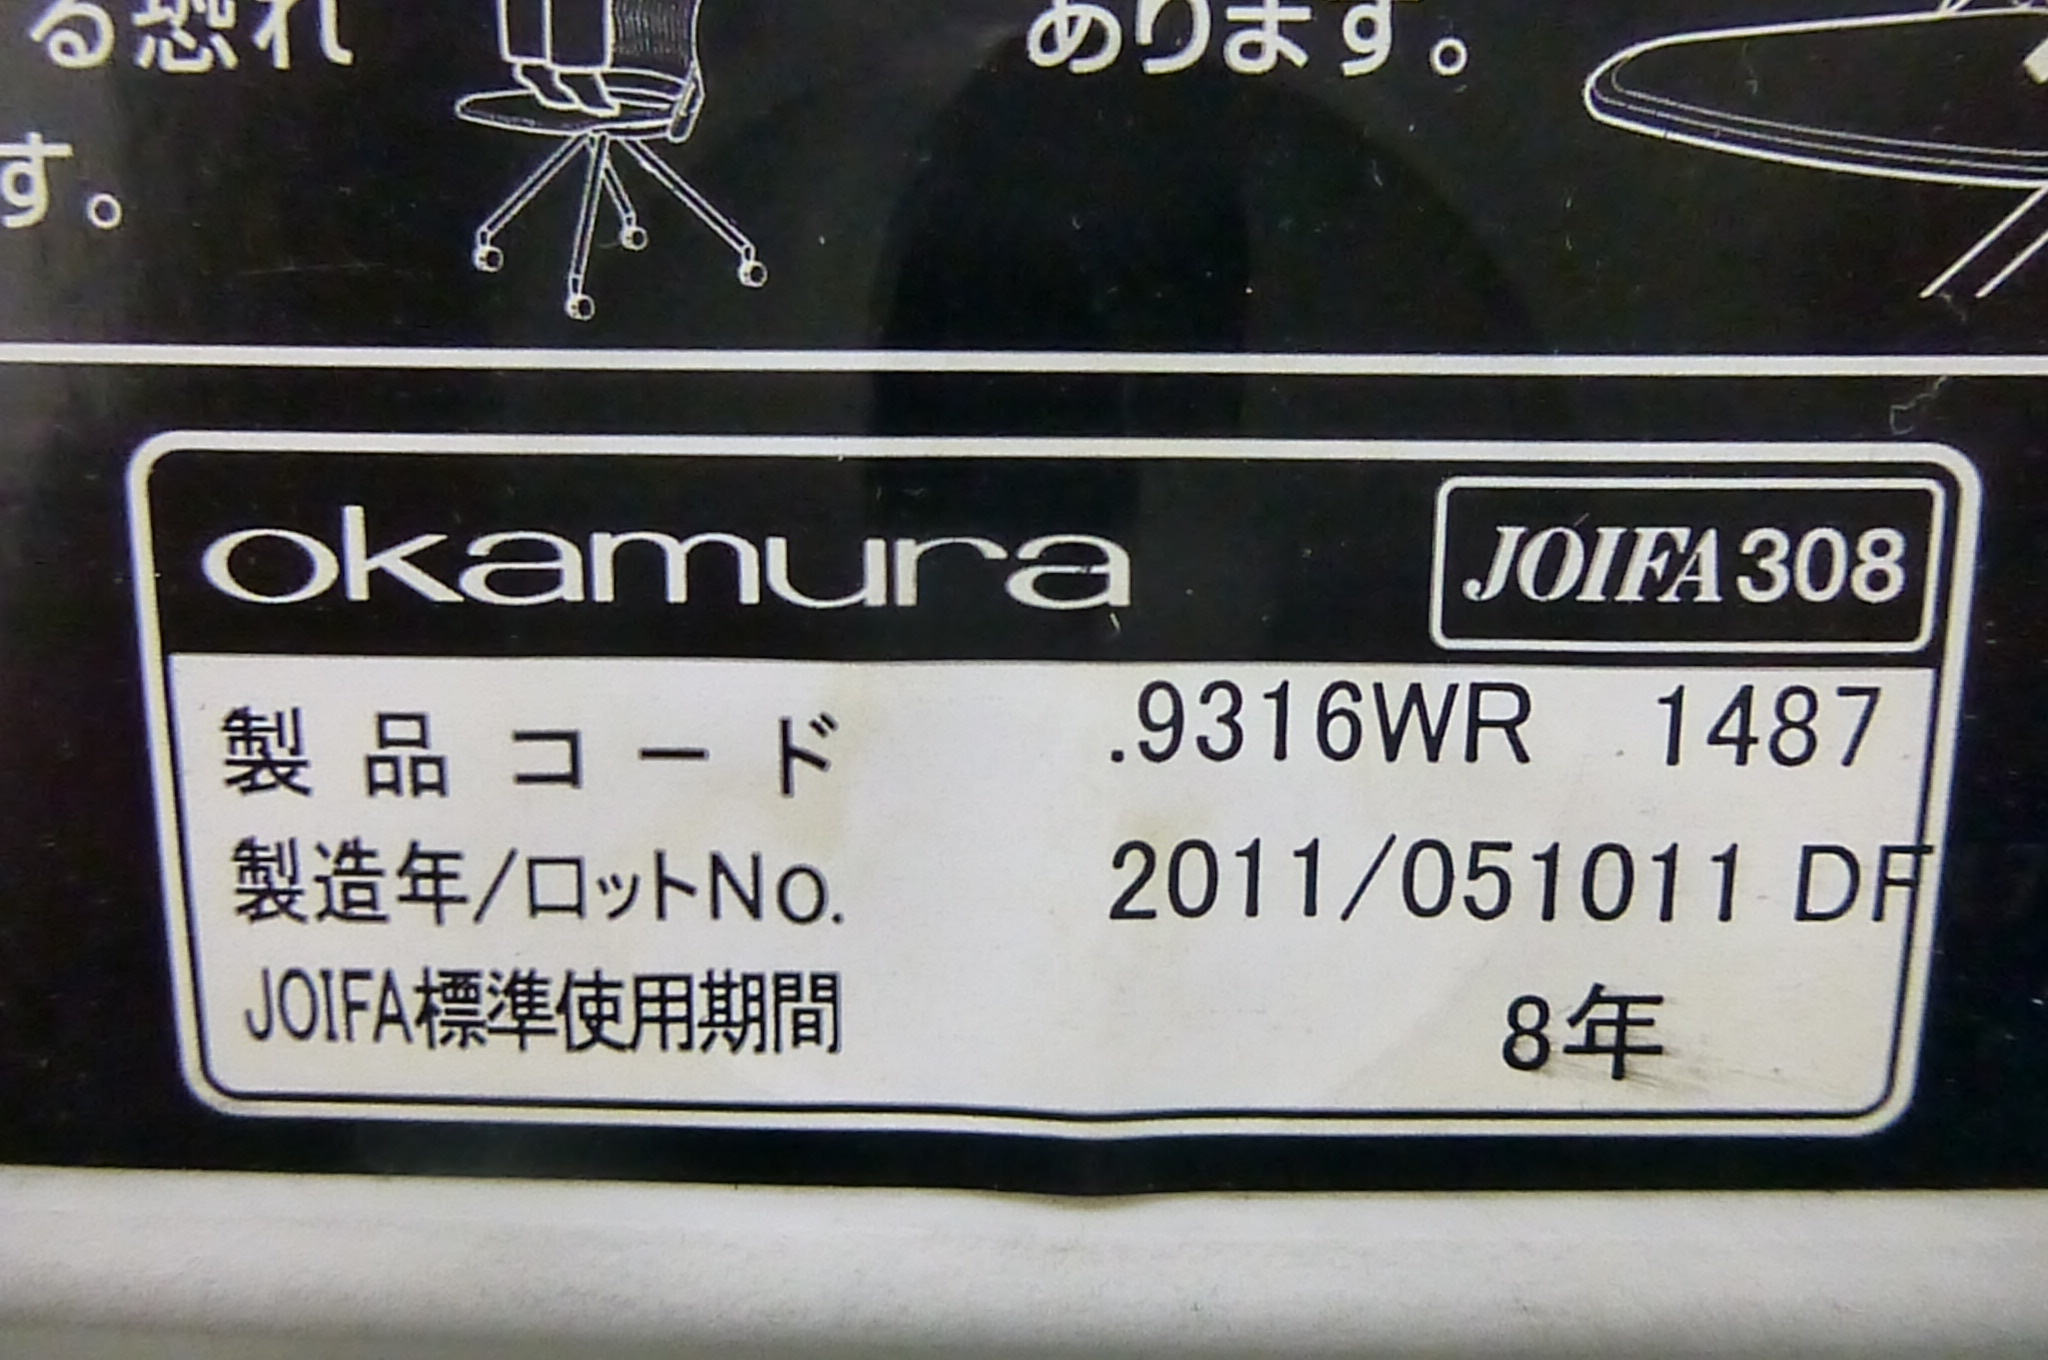 る恐れ
あります。
す。
okamura
JOIFA308
製品コード .9316WR 1487
製造年/ロットNo. 2011/051011 DF
JOIFA標準使用期間 8年